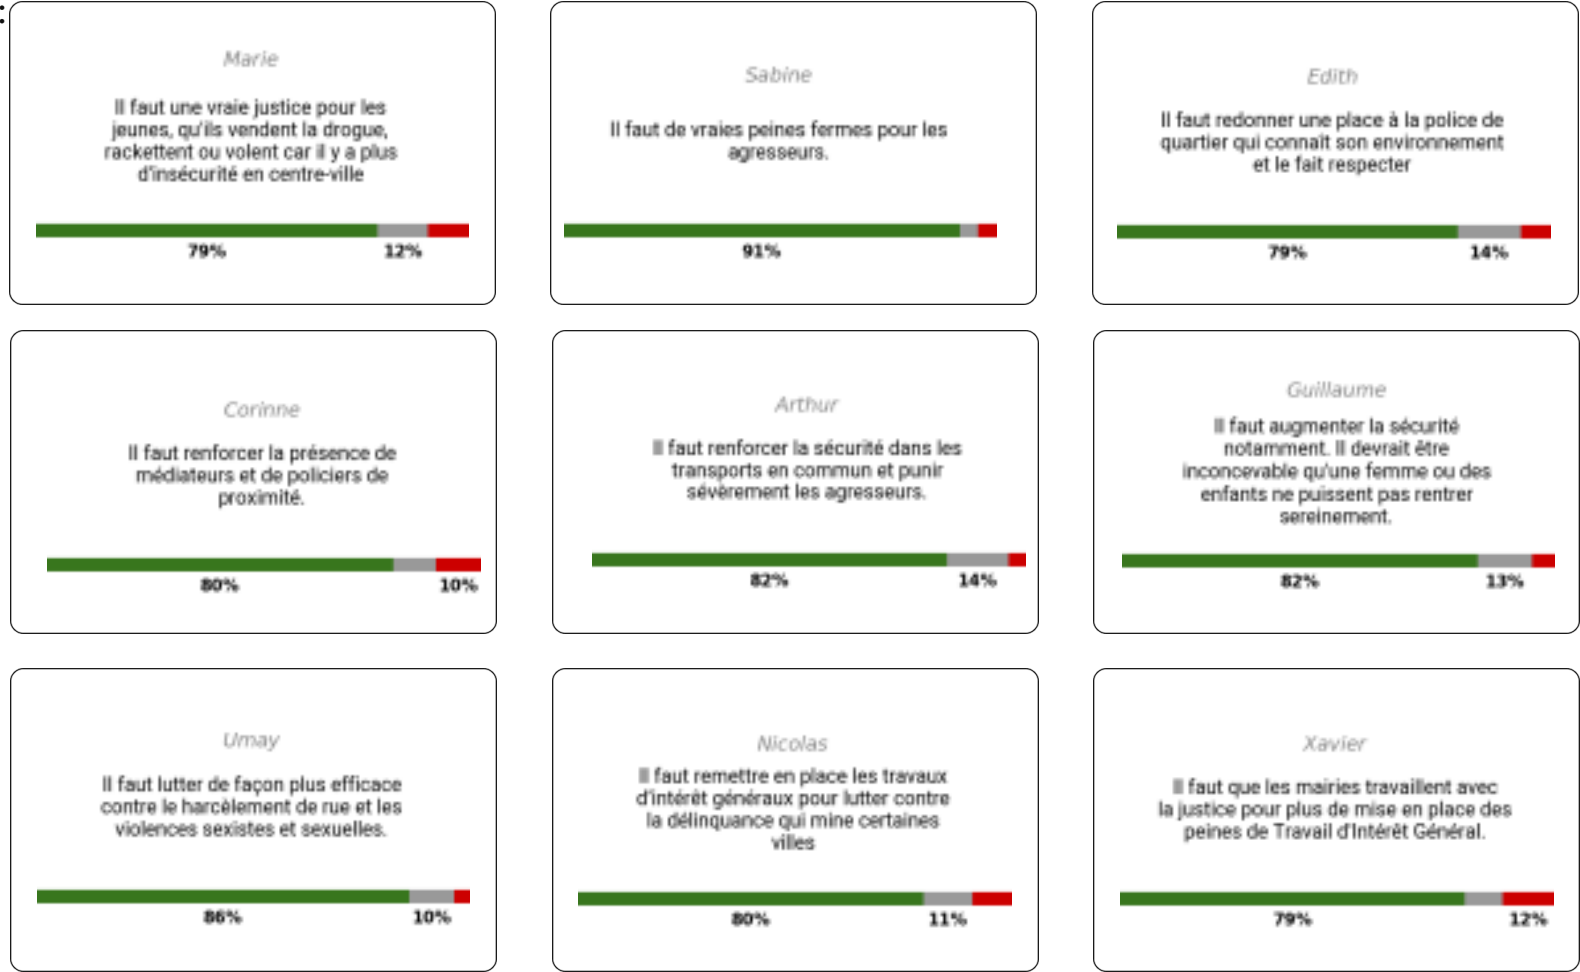 Marie
Il faut une vraie justice pour les
jeunes, qu'ils vendent la drogue,
rackettent ou volent car il y a plus
d'insécurité en centre-ville
79% 12%
Sabine
Il faut de vraies peines fermes pour les
agresseurs.
91%
Edith
Il faut redonner une place à la police de
quartier qui connaît son environnement
et le fait respecter
79% 14%
Corinne
Il faut renforcer la présence de
médiateurs et de policiers de
proximité.
80% 10%
Arthur
Il faut renforcer la sécurité dans les
transports en commun et punir
sévèrement les agresseurs.
82% 14%
Guillaume
Il faut augmenter la sécurité
notamment. Il devrait être
inconcevable qu'une femme ou des
enfants ne puissent pas rentrer
sereinement.
82% 13%
Umay
Il faut lutter de façon plus efficace
contre le harcèlement de rue et les
violences sexistes et sexuelles.
86% 10%
Nicolas
Il faut remettre en place les travaux
d'intérêt généraux pour lutter contre
la délinquance qui mine certaines
villes
80% 11%
Xavier
Il faut que les mairies travaillent avec
la justice pour plus de mise en place des
peines de Travail d'Intérêt Général.
79% 12%